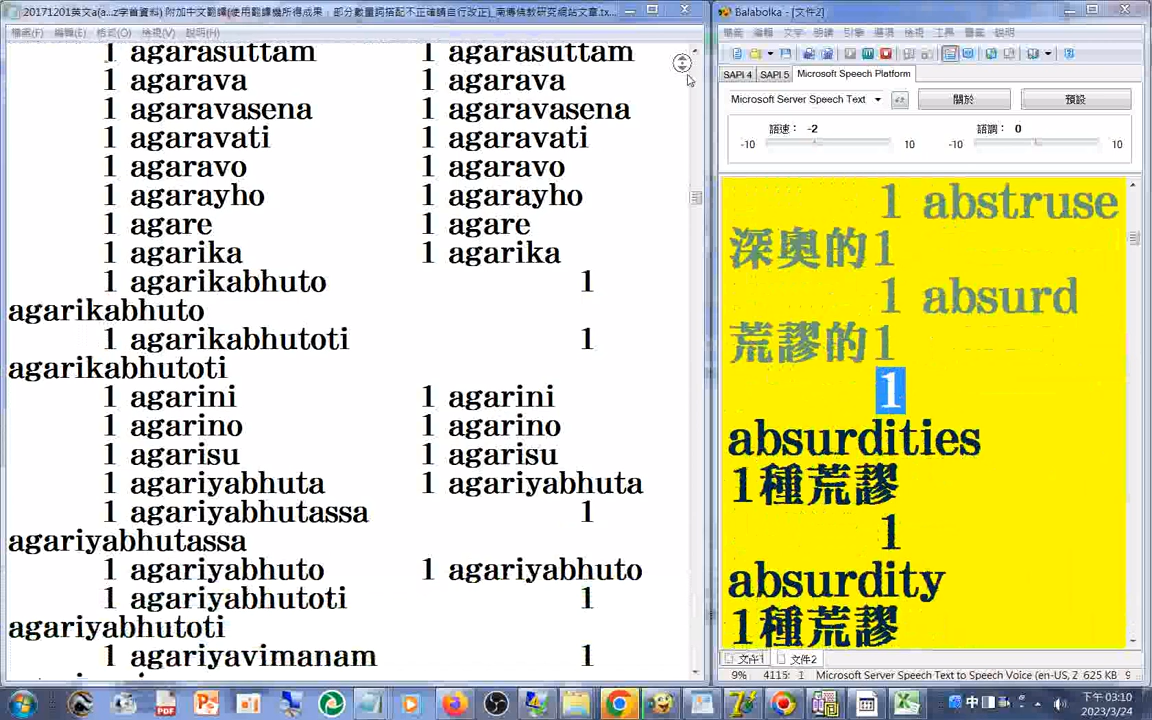 20171201英文a(a...z字首資料) 附加中文翻譯(使用翻譯機所得成果，部分數量詞搭配不正確請自行改正)_南傳佛教研究網站文章.tx...
檔案(F) 編輯(E) 格式(O) 檢視(V) 說明(H)
1 agarasuttam 1 agarasuttam
1 agarava 1 agarava
1 agaravasena 1 agaravasena
1 agaravati 1 agaravati
1 agaravo 1 agaravo
1 agarayho 1 agarayho
1 agare 1 agare
1 agarika 1 agarika
1 agarikabhuto 1
agarikabhuto
1 agarikabhutoti 1
agarikabhutoti
1 agarini 1 agarini
1 agarino 1 agarino
1 agarisu 1 agarisu
1 agariyabhuta 1 agariyabhuta
1 agariyabhutassa 1
agariyabhutassa
1 agariyabhuto 1 agariyabhuto
1 agariyabhutoti 1
agariyabhutoti
1 agariyavimanam 1
Balabolka - [文件2]
檔案 編輯 文字 朗讀 引擎 選項 檢視 工具 視窗 說明
SAPI 4 SAPI 5 Microsoft Speech Platform
Microsoft Server Speech Text 關於 預設
語速： -2 語調： 0
-10 10 -10 10
1 abstruse
深奧的1
1 absurd
荒謬的1
1
absurdities
1種荒謬
1
absurdity
1種荒謬
文件1 文件2
9% 4115: 1 Microsoft Server Speech Text to Speech Voice (en-US, Z 625 KB 9
中
下午 03:10
2023/3/24